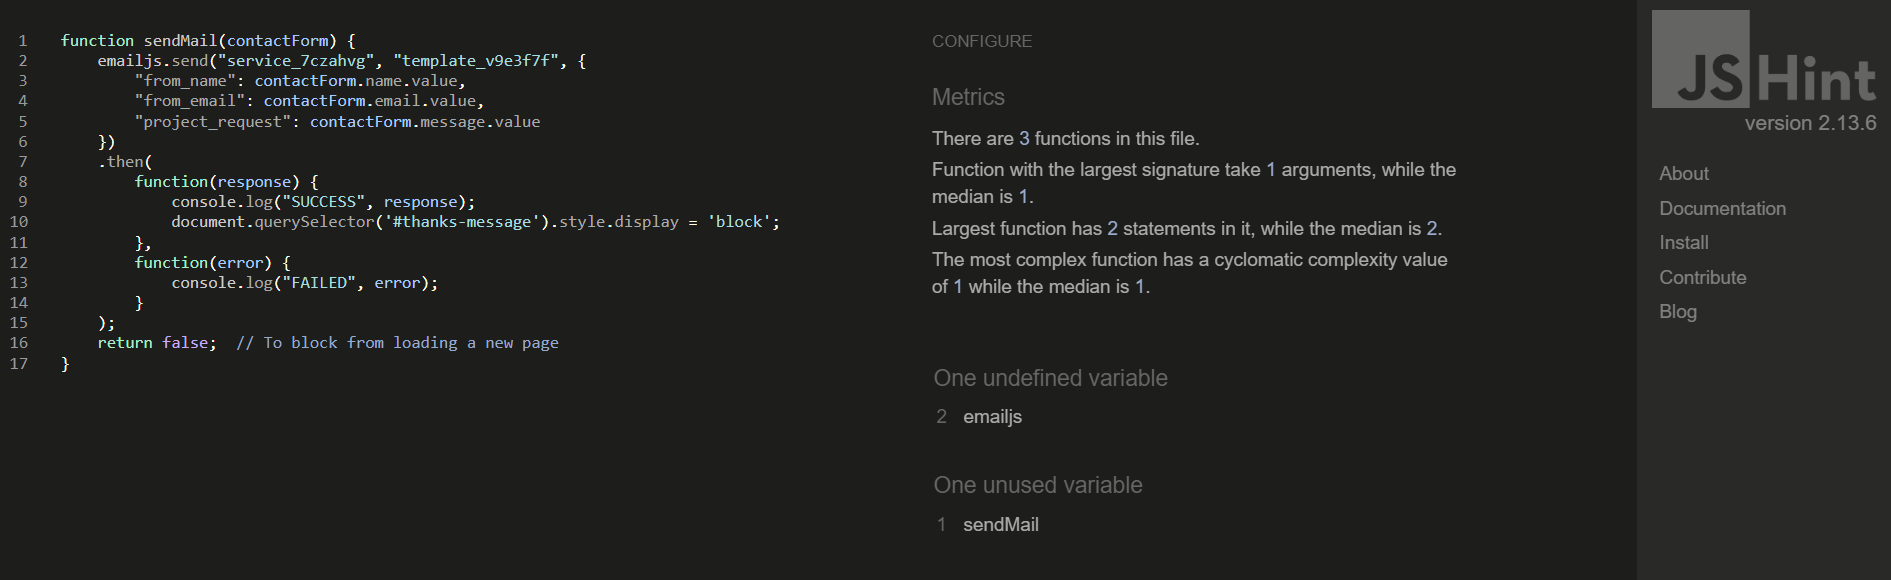 1 function sendMail(contactForm) {
2 emailjs.send("service_7czahvg", "template_v9e3f7f", {
3 "from_name": contactForm.name.value,
4 "from_email": contactForm.email.value,
5 "project_request": contactForm.message.value
6 })
7 .then(
8 function(response) {
9 console.log("SUCCESS", response);
10 document.querySelector('#thanks-message').style.display = 'block';
11 },
12 function(error) {
13 console.log("FAILED", error);
14 }
15 );
16 return false;  // To block from loading a new page
17 }
CONFIGURE
Metrics
There are 3 functions in this file.
Function with the largest signature take 1 arguments, while the
median is 1.
Largest function has 2 statements in it, while the median is 2.
The most complex function has a cyclomatic complexity value
of 1 while the median is 1.
One undefined variable
2 emailjs
One unused variable
1 sendMail
JSHint
version 2.13.6
About
Documentation
Install
Contribute
Blog